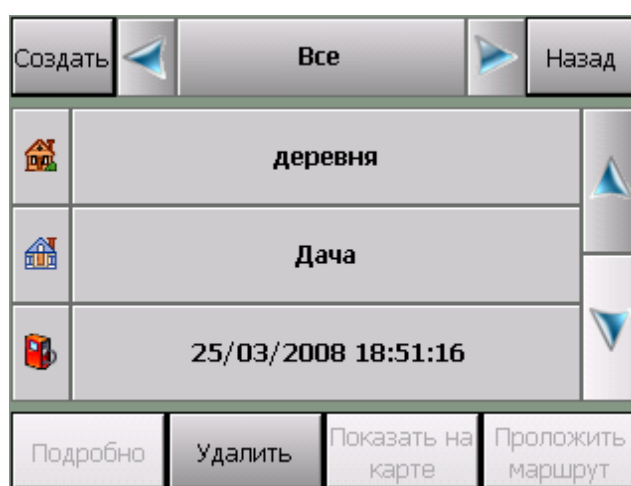 Создать Все Назад
деревня
Дача
25/03/2008 18:51:16
Подробно Удалить Показать на карте Проложить маршрут